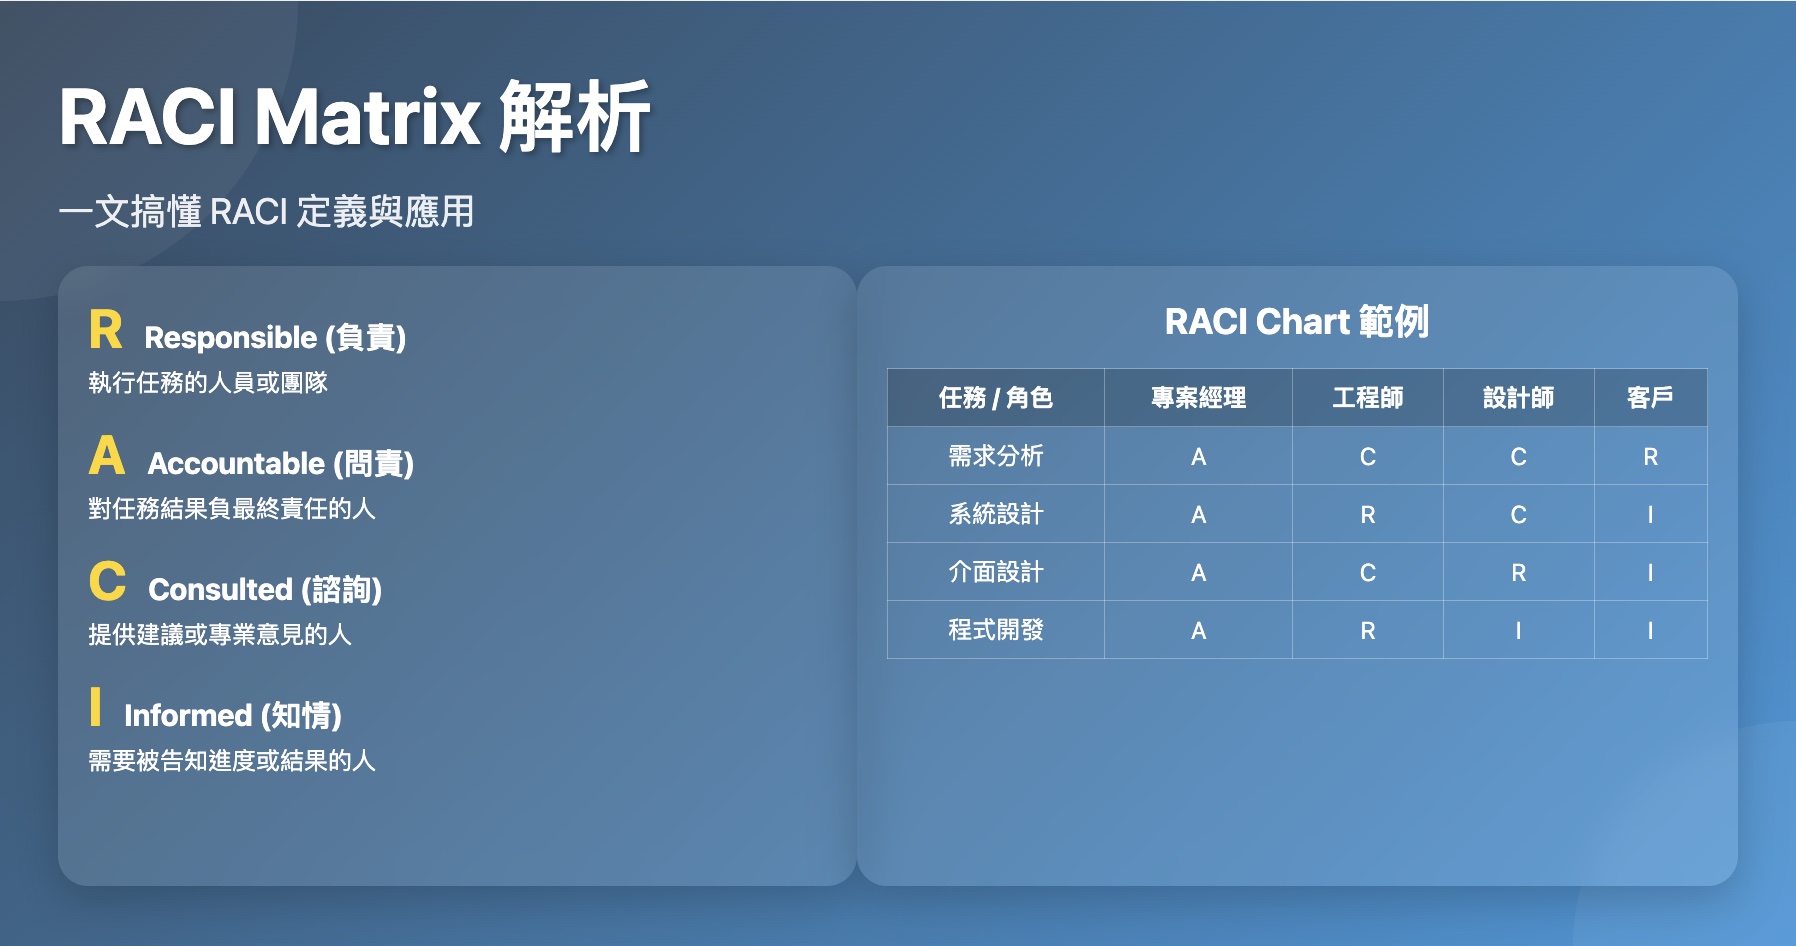 RACI Matrix 解析
一文搞懂 RACI 定義與應用
R Responsible (負責)
執行任務的人員或團隊
A Accountable (問責)
對任務結果負最終責任的人
C Consulted (諮詢)
提供建議或專業意見的人
I Informed (知情)
需要被告知進度或結果的人
RACI Chart 範例
任務 / 角色 專案經理 工程師 設計師 客戶
需求分析 A C C R
系統設計 A R C I
介面設計 A C R I
程式開發 A R I I